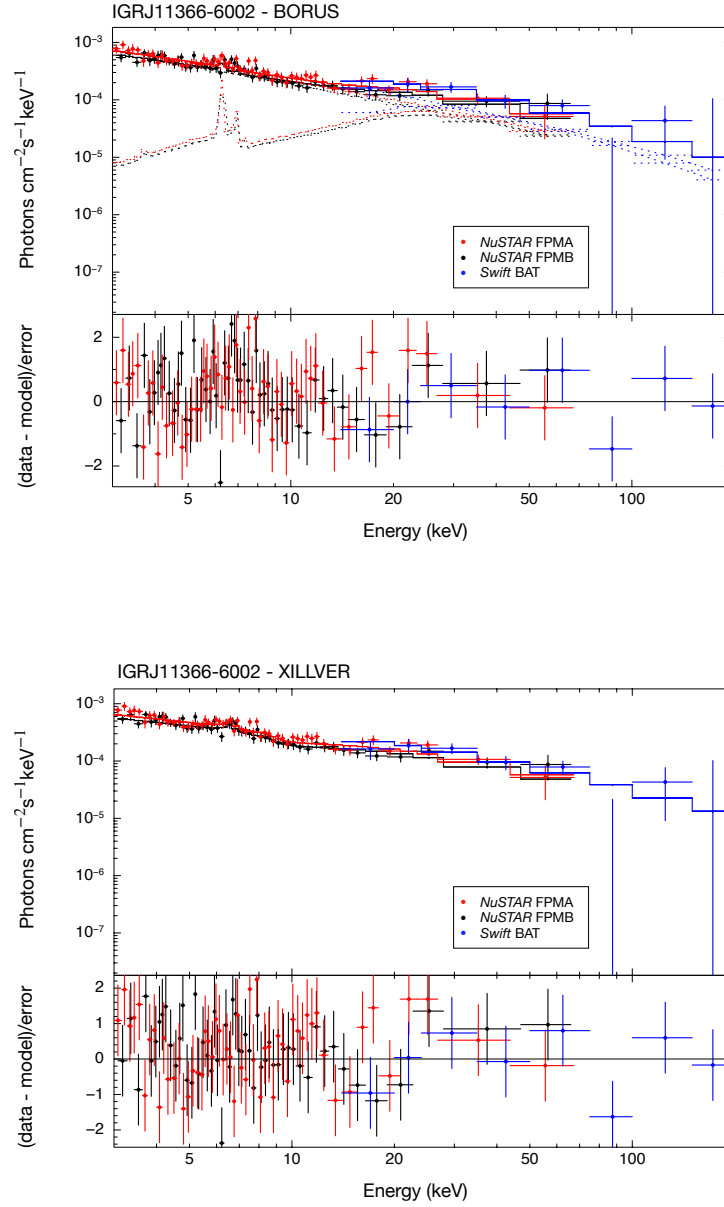 IGRJ11366-6002 - BORUS
Photons cm−2s−1keV−1
10−3
10−4
10−5
10−6
10−7
NuSTAR FPMA
NuSTAR FPMB
Swift BAT
(data - model)/error
2
0
−2
5 10 20 50 100
Energy (keV)
IGRJ11366-6002 - XILLVER
Photons cm−2s−1keV−1
10−3
10−4
10−5
10−6
10−7
NuSTAR FPMA
NuSTAR FPMB
Swift BAT
(data - model)/error
2
1
0
−1
−2
5 10 20 50 100
Energy (keV)